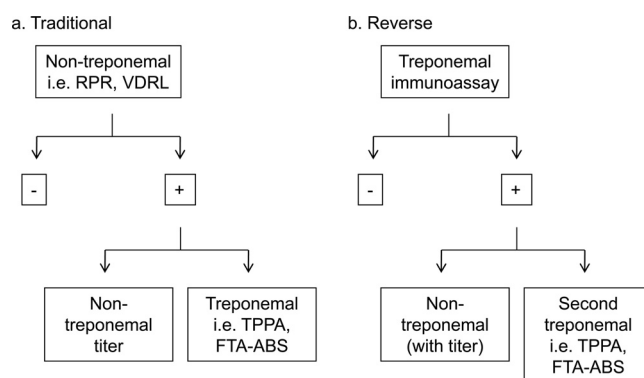 a. Traditional
Non-treponemal
i.e. RPR, VDRL
-
+
Non-
treponemal
titer
Treponemal
i.e. TPPA,
FTA-ABS
b. Reverse
Treponemal
immunoassay
-
+
Non-
treponemal
(with titer)
Second
treponemal
i.e. TPPA,
FTA-ABS